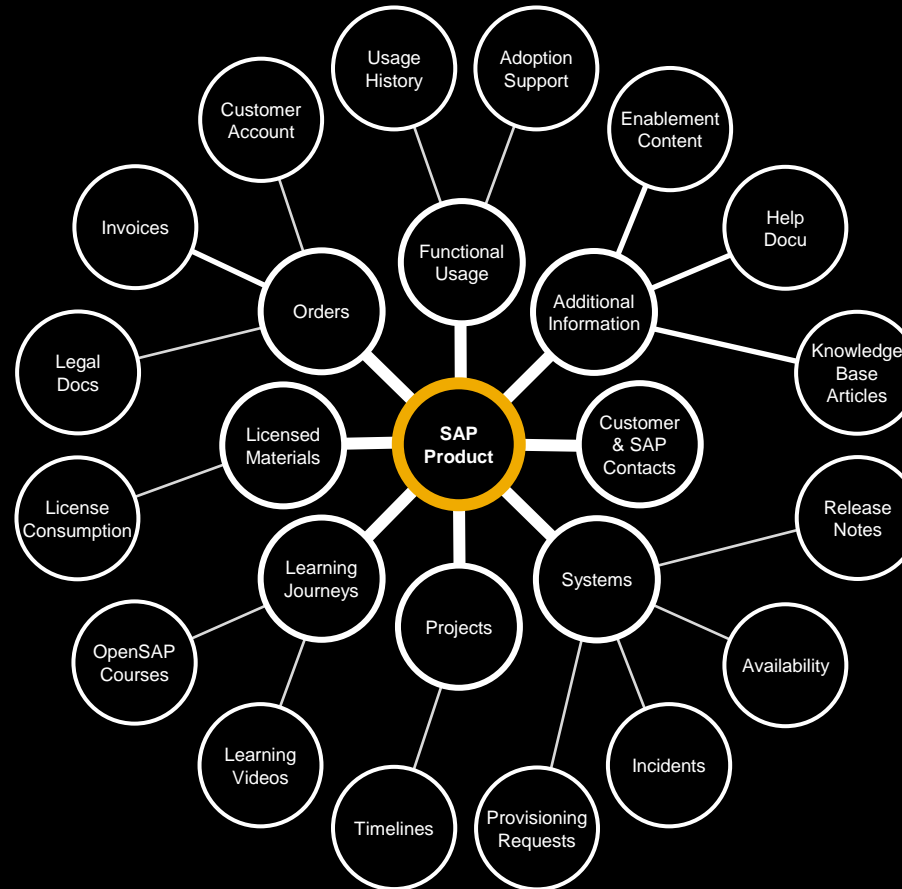 Usage
History
Adoption
Support
Customer
Account
Enablement
Content
Invoices
Help
Docu
Functional
Usage
Orders
Additional
Information
Legal
Docs
Knowledge
Base
Articles
Licensed
Materials
SAP
Product
Customer
& SAP
Contacts
License
Consumption
Release
Notes
Learning
Journeys
Projects
Systems
OpenSAP
Courses
Availability
Learning
Videos
Incidents
Timelines
Provisioning
Requests